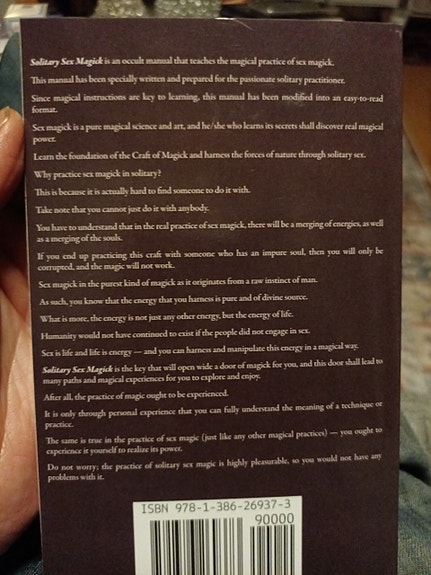 Solitary Sex Magick is an occult manual that teaches the magical practice of sex magick.
This manual has been specially written and prepared for the passionate solitary practitioner.
Since magical instructions are key to learning, this manual has been modified into an easy-to-read
format.
Sex magick is a pure magical science and art, and he/she who learns its secrets shall discover real magical
power.
Learn the foundation of the Craft of Magick and harness the forces of nature through solitary sex.
Why practice sex magick in solitary?
This is because it is actually hard to find someone to do it with.
Take note that you cannot just do it with anybody.
You have to understand that in the real practice of sex magick, there will be a merging of energies, as well
as a merging of the souls.
If you end up practicing this craft with someone who has an impure soul, then you will only be
corrupted, and the magic will not work.
Sex magick in the purest kind of magick as it originates from a raw instinct of man.
As such, you know that the energy that you harness is pure and of divine source.
What is more, the energy is not just any other energy, but the energy of life.
Humanity would not have continued to exist if the people did not engage in sex.
Sex is life and life is energy — and you can harness and manipulate this energy in a magical way.
Solitary Sex Magick is the key that will open wide a door of magick for you, and this door shall lead to
many paths and magical experiences for you to explore and enjoy.
After all, the practice of magic ought to be experienced.
It is only through personal experience that you can fully understand the meaning of a technique or
practice.
The same is true in the practice of sex magic (just like any other magical practices) — you ought to
experience it yourself to realize its power.
Do not worry; the practice of solitary sex magic is highly pleasurable, so you would not have any
problems with it.
ISBN 978-1-386-26937-3
90000